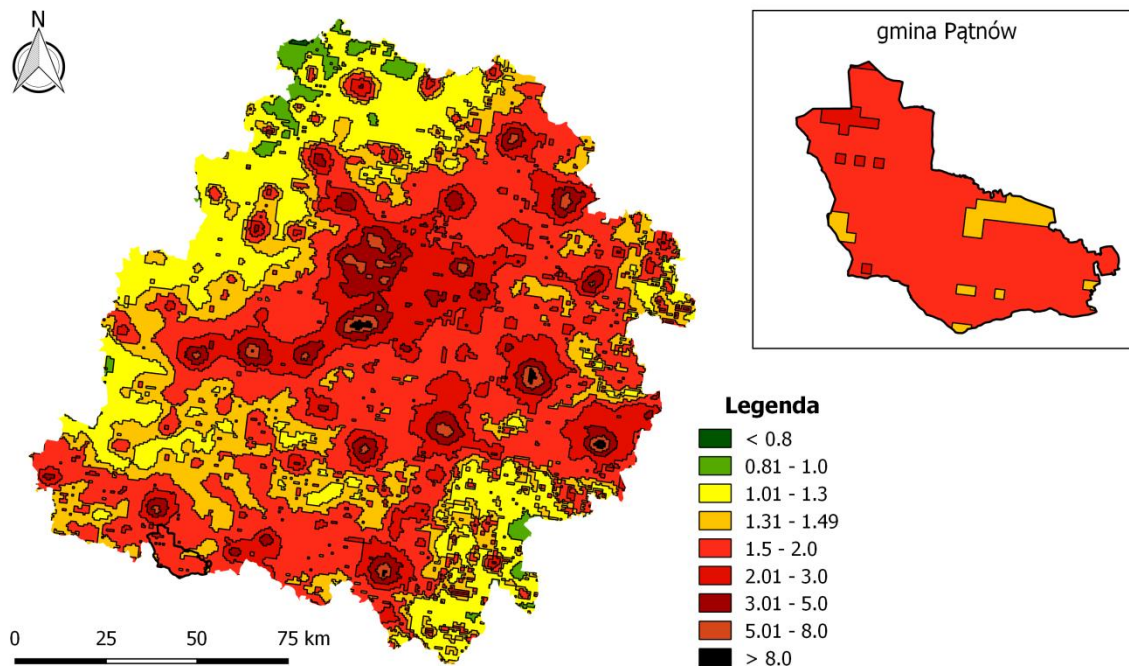 N
gmina Pątnów
Legenda
< 0.8
0.81 - 1.0
1.01 - 1.3
1.31 - 1.49
1.5 - 2.0
2.01 - 3.0
3.01 - 5.0
5.01 - 8.0
> 8.0
0 25 50 75 km